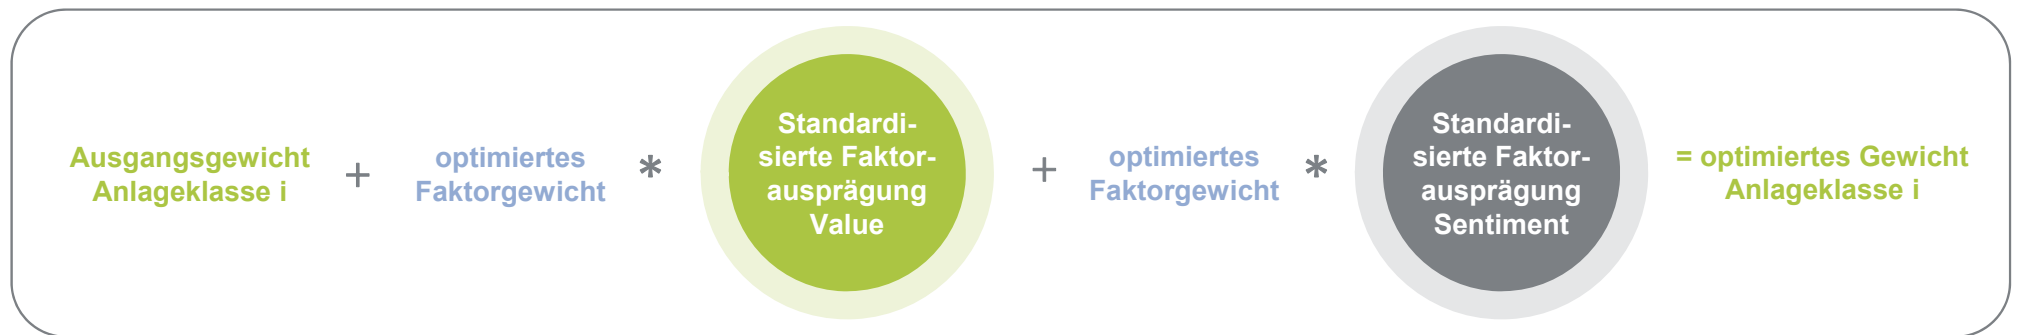 Ausgangsgewicht
Anlageklasse i
+
optimiertes
Faktorgewicht
*
Standardi-
sierte Faktor-
ausprägung
Value
+
optimiertes
Faktorgewicht
*
Standardi-
sierte Faktor-
ausprägung
Sentiment
= optimiertes Gewicht
Anlageklasse i